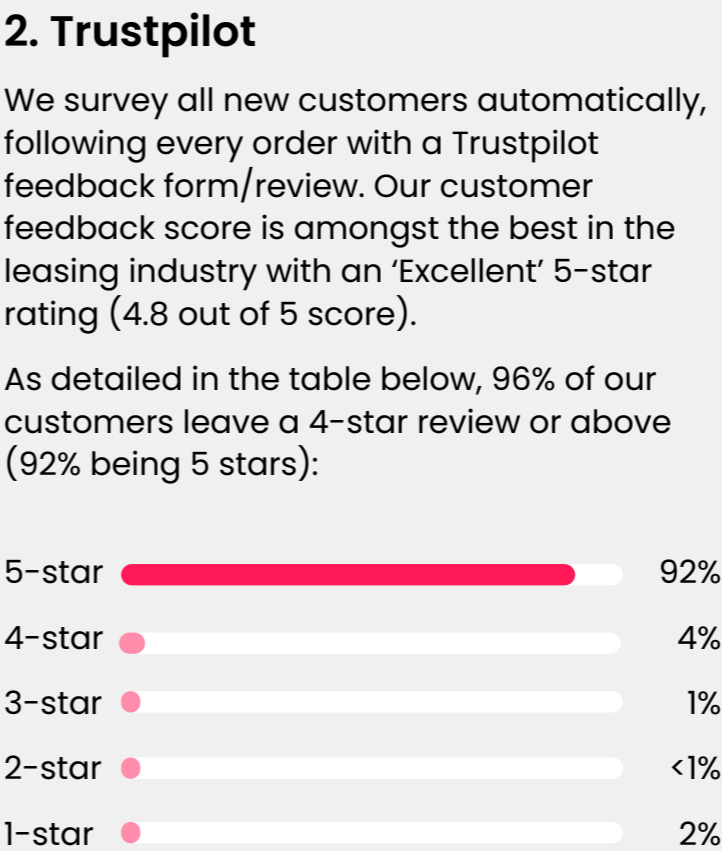 2. Trustpilot
We survey all new customers automatically,
following every order with a Trustpilot
feedback form/review. Our customer
feedback score is amongst the best in the
leasing industry with an ‘Excellent’ 5-star
rating (4.8 out of 5 score).
As detailed in the table below, 96% of our
customers leave a 4-star review or above
(92% being 5 stars):
5-star 92%
4-star 4%
3-star 1%
2-star <1%
1-star 2%